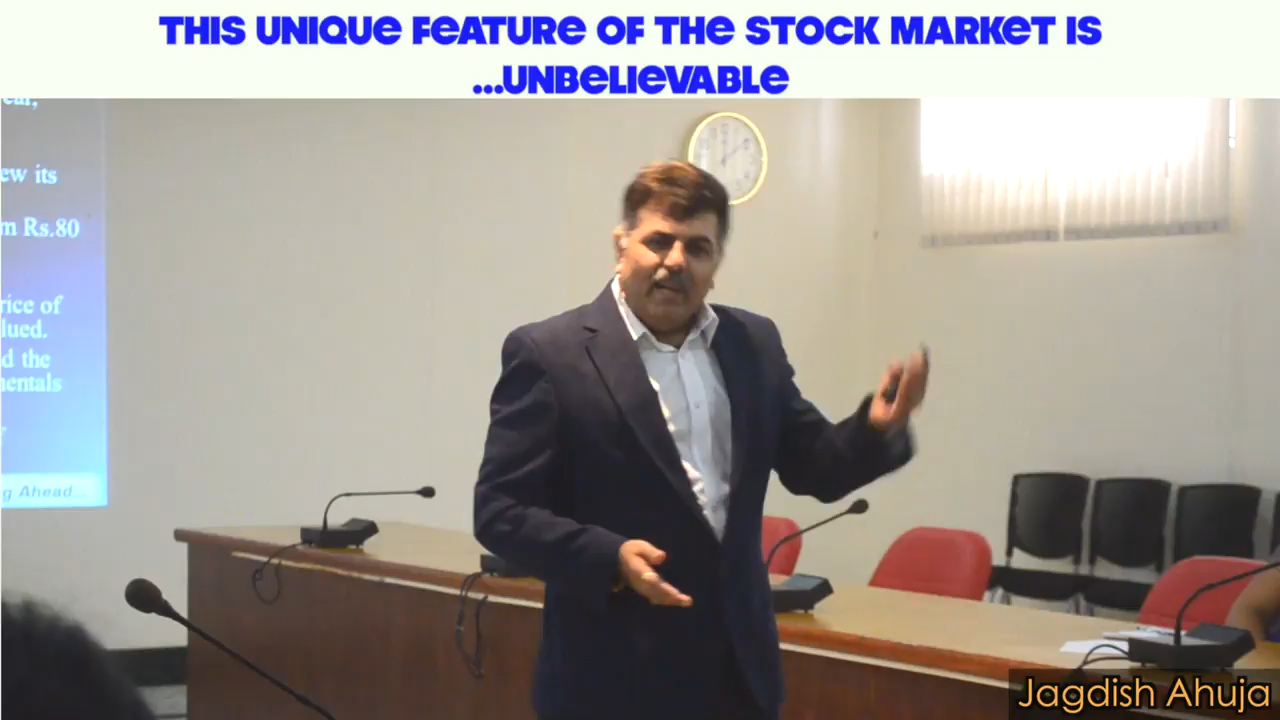 THIS UNIQUE FEATURE OF THE STOCK MARKET IS
...UNBELIEVABLE
ew its
m Rs.80
rice of
lued.
d the
nentals
g Ahead...
Jagdish Ahuja